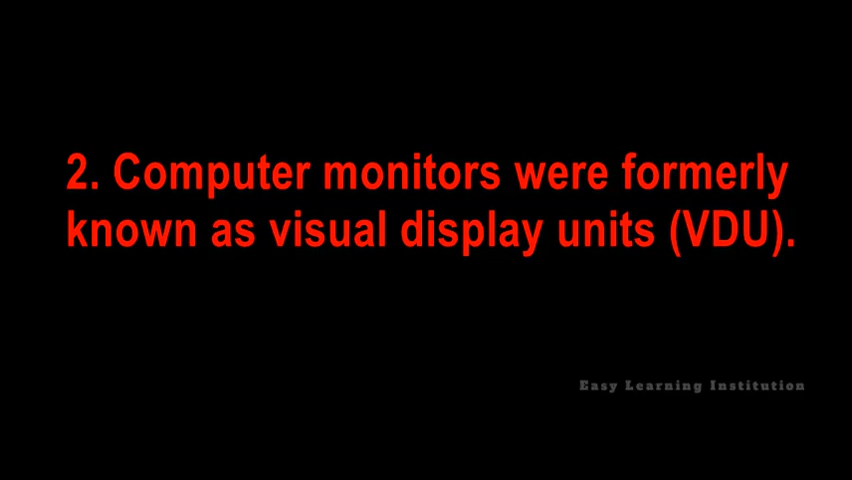 2. Computer monitors were formerly
known as visual display units (VDU).
Easy Learning Institution